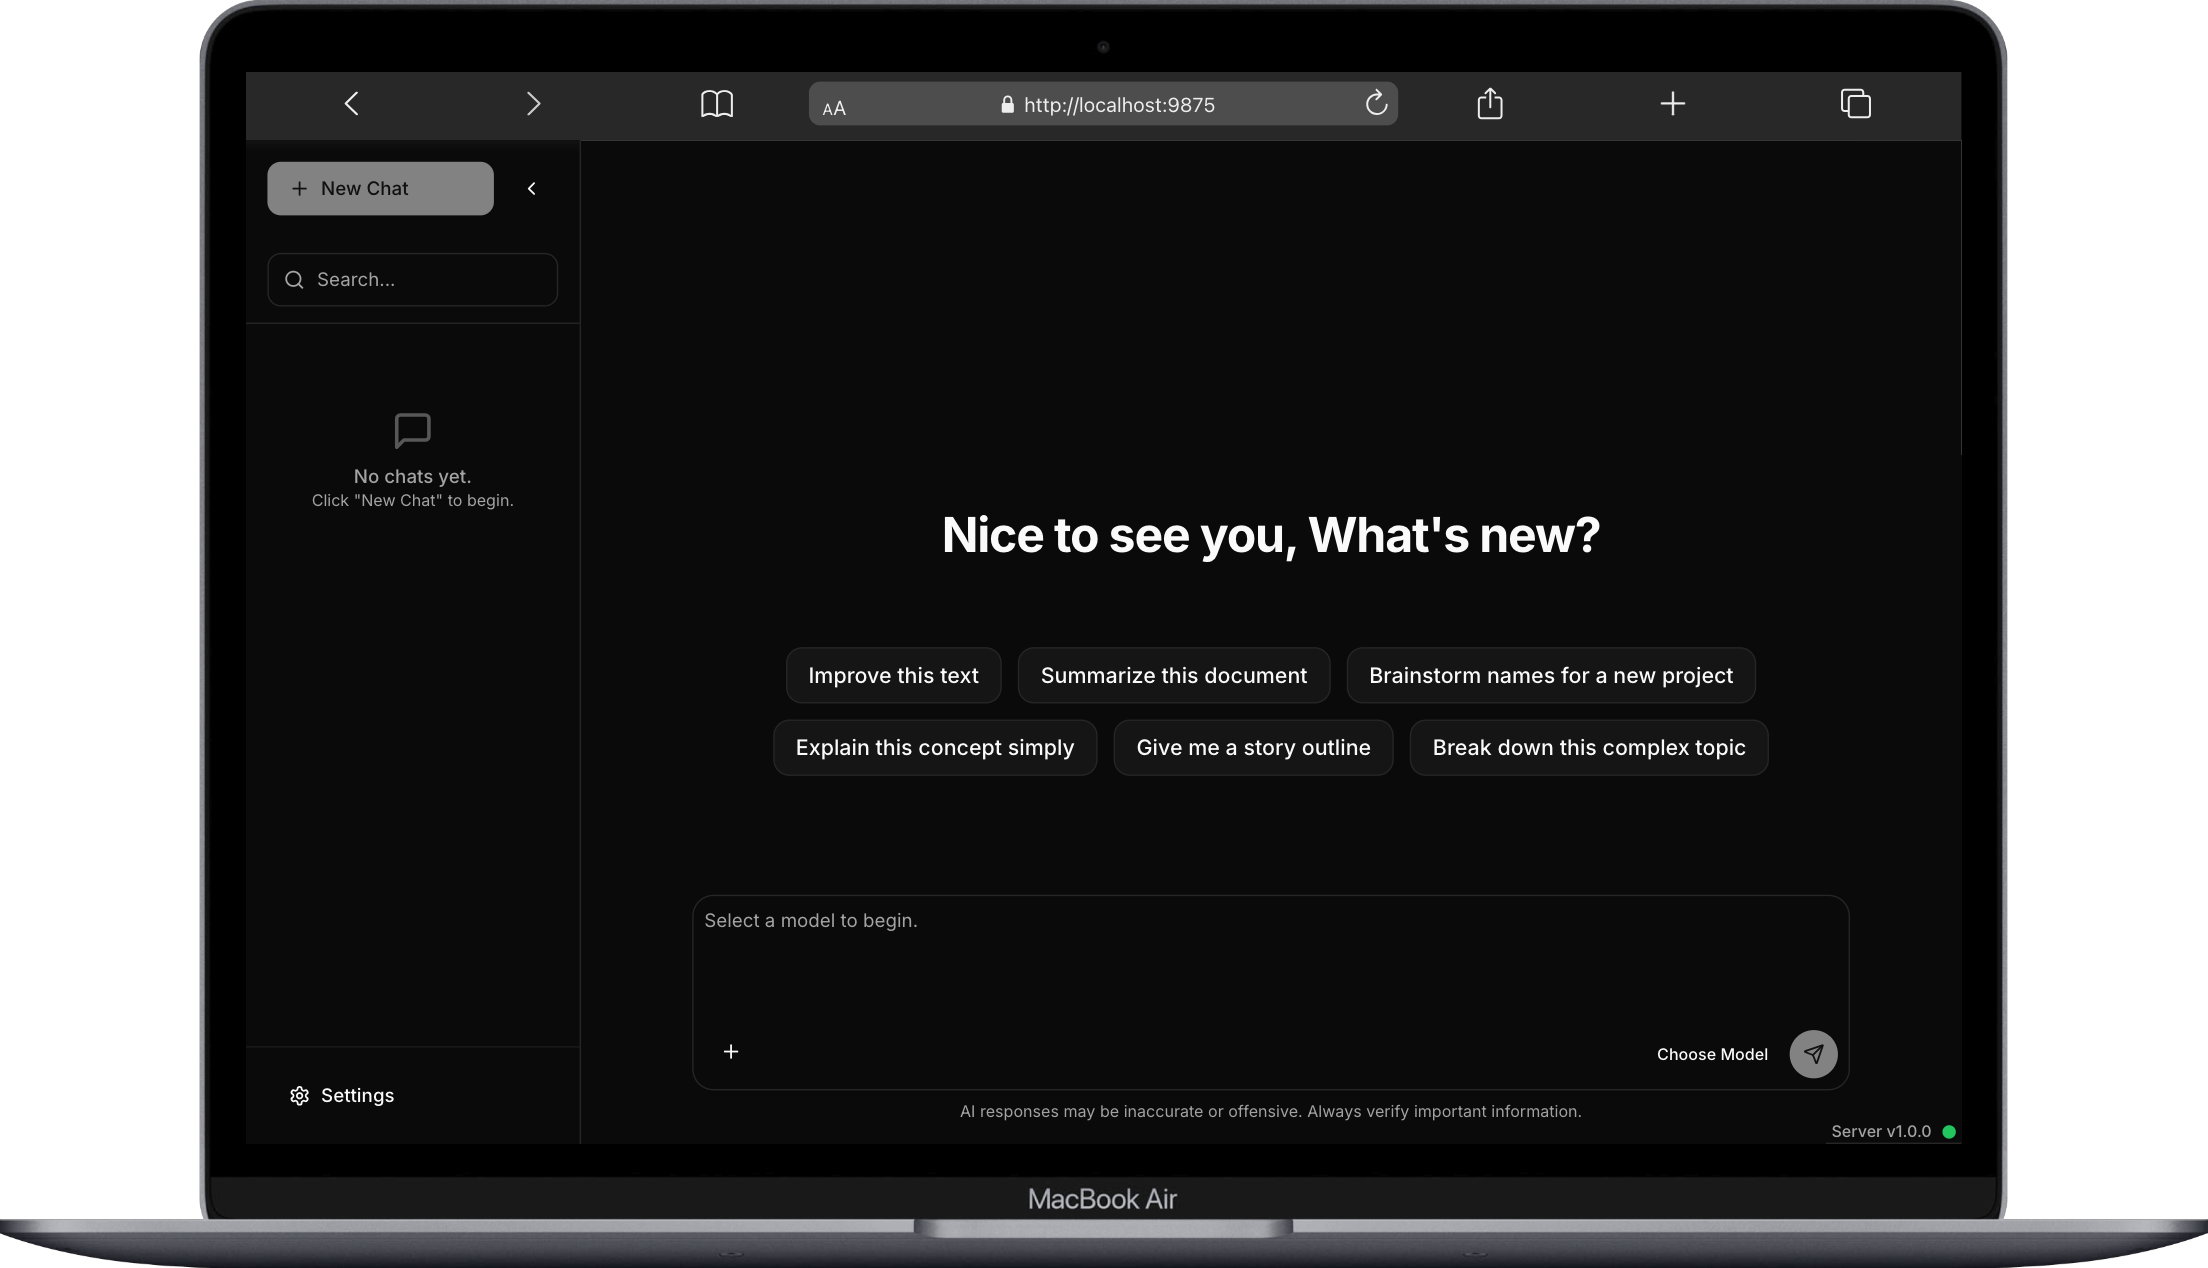 AA
http://localhost:9875
New Chat
Search...
No chats yet.
Click "New Chat" to begin.
Settings
Nice to see you, What's new?
Improve this text
Summarize this document
Brainstorm names for a new project
Explain this concept simply
Give me a story outline
Break down this complex topic
Select a model to begin.
Choose Model
AI responses may be inaccurate or offensive. Always verify important information.
Server v1.0.0
MacBook Air